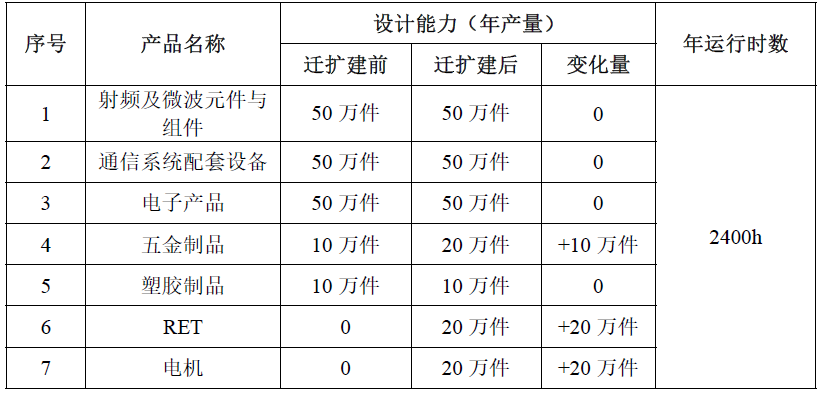 序号 产品名称 设计能力（年产量） 年运行时数
迁扩建前 迁扩建后 变化量
1 射频及微波元件与组件 50 万件 50 万件 0 2400h
2 通信系统配套设备 50 万件 50 万件 0
3 电子产品 50 万件 50 万件 0
4 五金制品 10 万件 20 万件 +10 万件
5 塑胶制品 10 万件 10 万件 0
6 RET 0 20 万件 +20 万件
7 电机 0 20 万件 +20 万件